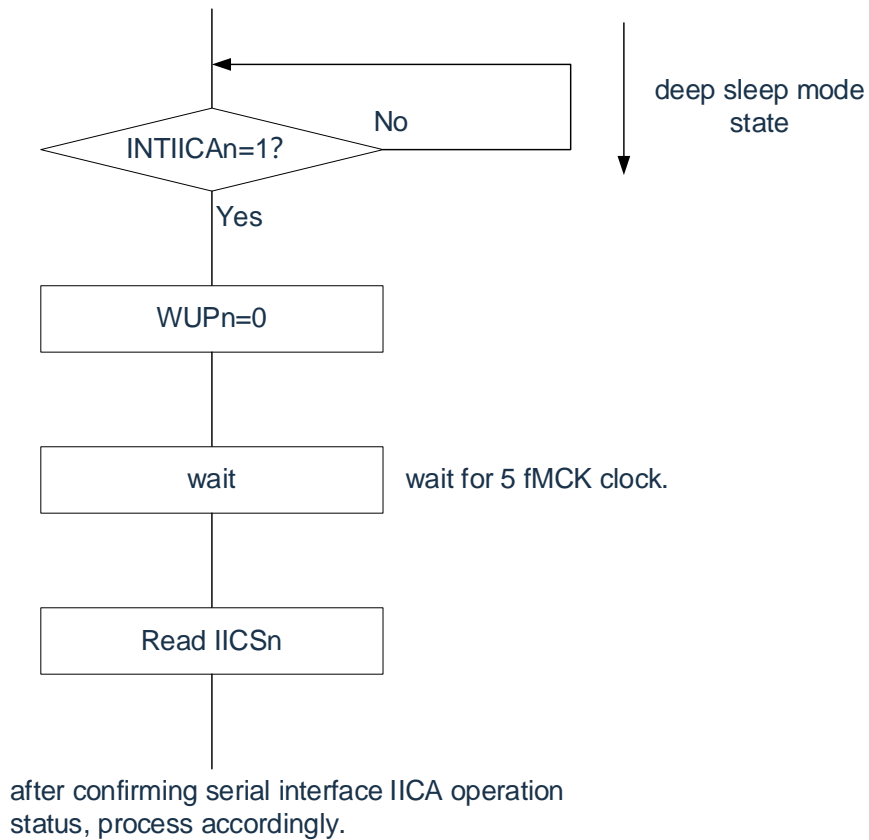 deep sleep mode
state
No
INTIICAn=1?
Yes
WUPn=0
wait
wait for 5 fMCK clock.
Read IICSn
after confirming serial interface IICA operation
status, process accordingly.